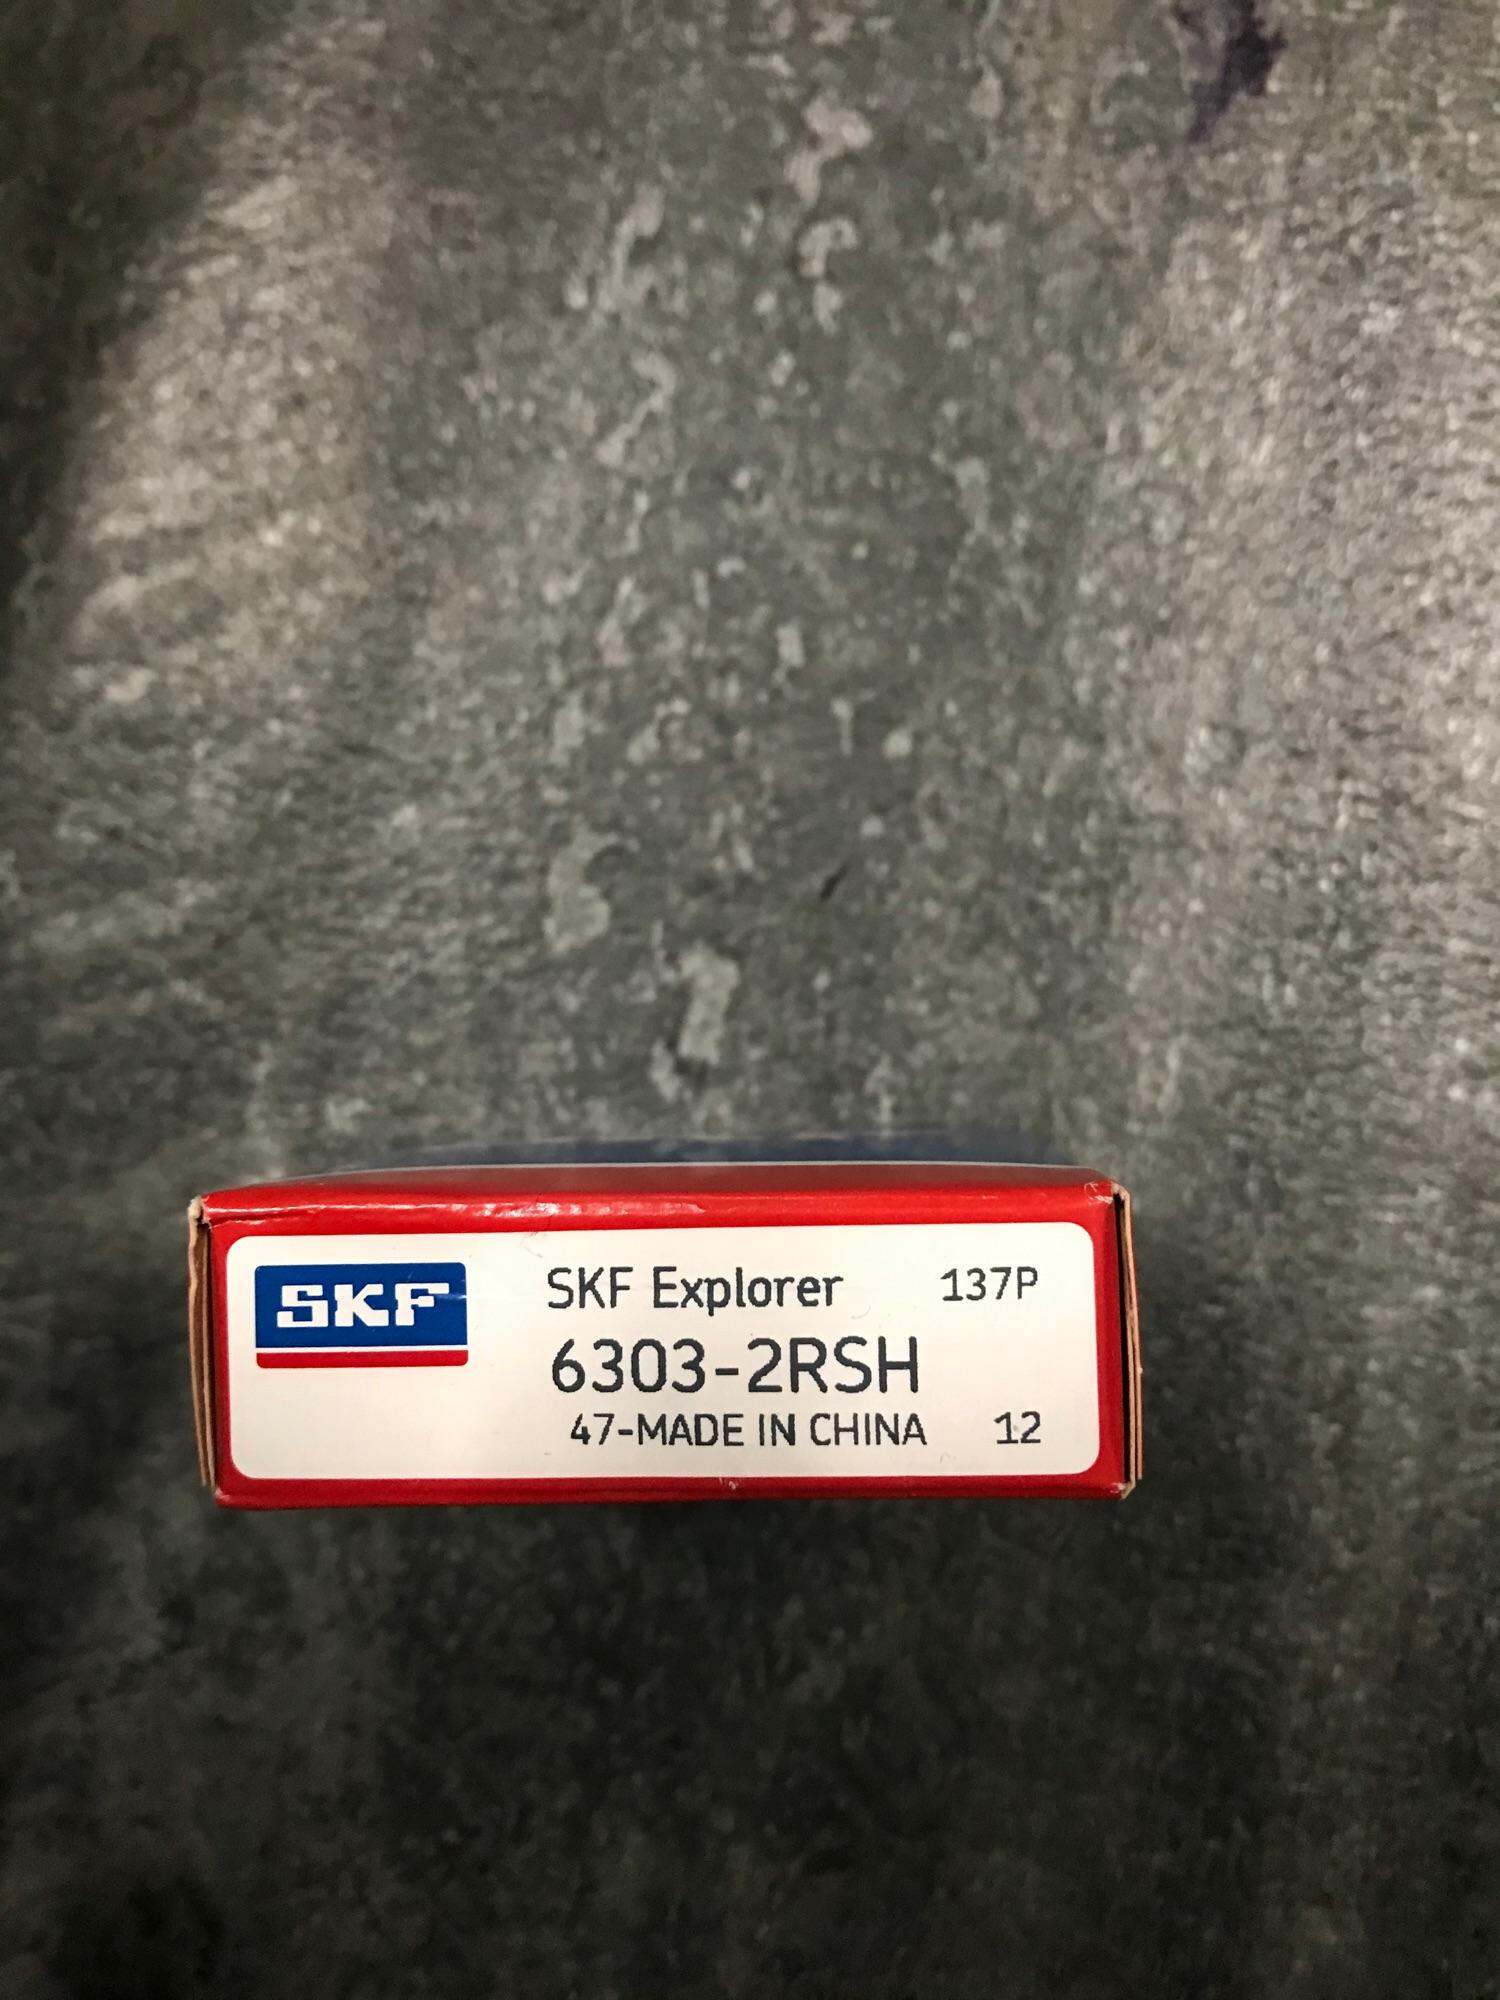 SKF
SKF Explorer 137P
6303-2RSH
47-MADE IN CHINA 12